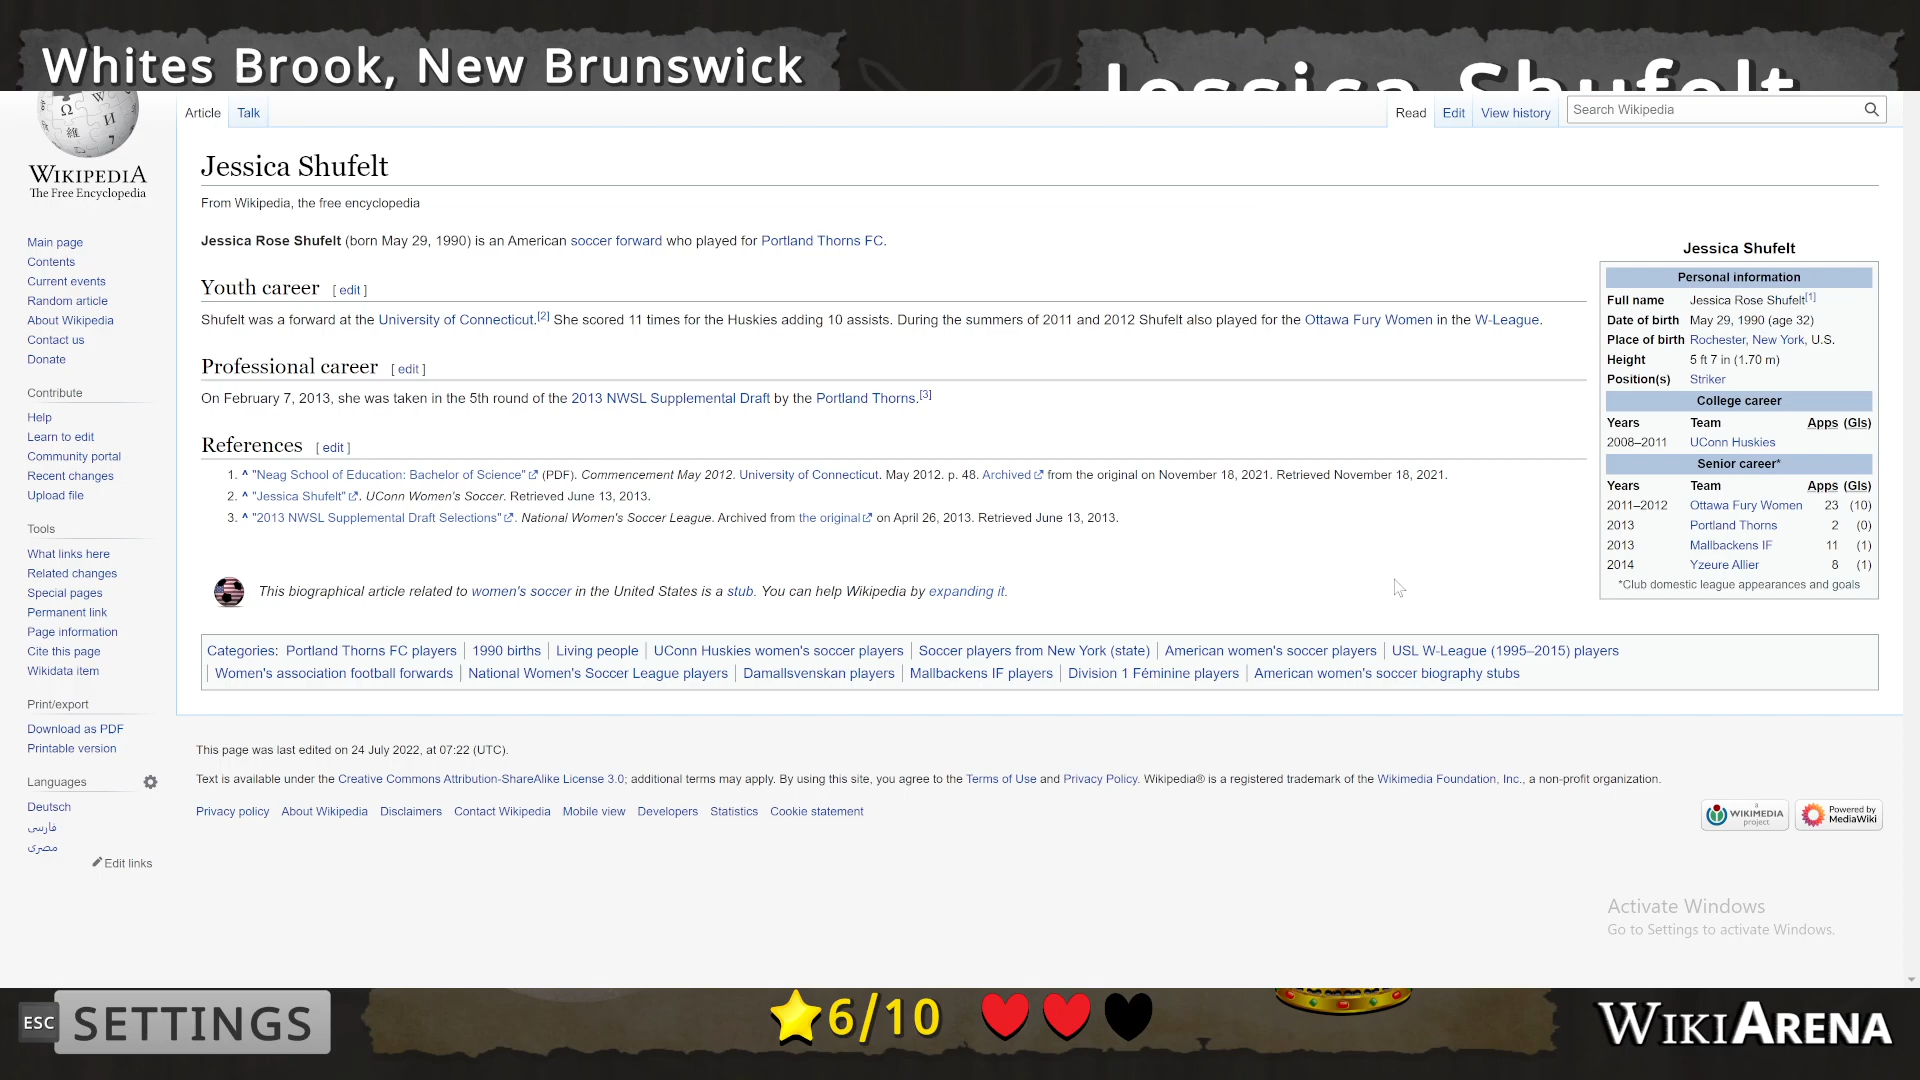 Whites Brook, New Brunswick
Jessica Shufelt
WIKIPEDIA
The Free Encyclopedia
Article Talk Read Edit View history Search Wikipedia
Jessica Shufelt
From Wikipedia, the free encyclopedia
Jessica Rose Shufelt (born May 29, 1990) is an American soccer forward who played for Portland Thorns FC.
Youth career [ edit ]
Shufelt was a forward at the University of Connecticut.[2] She scored 11 times for the Huskies adding 10 assists. During the summers of 2011 and 2012 Shufelt also played for the Ottawa Fury Women in the W-League.
Professional career [ edit ]
On February 7, 2013, she was taken in the 5th round of the 2013 NWSL Supplemental Draft by the Portland Thorns.[3]
References [ edit ]
1. ^ "Neag School of Education: Bachelor of Science" (PDF). Commencement May 2012. University of Connecticut. May 2012. p. 48. Archived from the original on November 18, 2021. Retrieved November 18, 2021.
2. ^ "Jessica Shufelt". UConn Women's Soccer. Retrieved June 13, 2013.
3. ^ "2013 NWSL Supplemental Draft Selections". National Women's Soccer League. Archived from the original on April 26, 2013. Retrieved June 13, 2013.
This biographical article related to women's soccer in the United States is a stub. You can help Wikipedia by expanding it.
Jessica Shufelt
Personal information
Full name Jessica Rose Shufelt[1]
Date of birth May 29, 1990 (age 32)
Place of birth Rochester, New York, U.S.
Height 5 ft 7 in (1.70 m)
Position(s) Striker
College career
Years Team Apps (Gls)
2008–2011 UConn Huskies
Senior career*
Years Team Apps (Gls)
2011–2012 Ottawa Fury Women 23 (10)
2013 Portland Thorns 2 (0)
2013 Mallbackens IF 11 (1)
2014 Yzeure Allier 8 (1)
*Club domestic league appearances and goals
Categories: Portland Thorns FC players 1990 births Living people UConn Huskies women's soccer players Soccer players from New York (state) American women's soccer players USL W-League (1995–2015) players
Women's association football forwards National Women's Soccer League players Damallsvenskan players Mallbackens IF players Division 1 Féminine players American women's soccer biography stubs
Main page
Contents
Current events
Random article
About Wikipedia
Contact us
Donate
Contribute
Help
Learn to edit
Community portal
Recent changes
Upload file
Tools
What links here
Related changes
Special pages
Permanent link
Page information
Cite this page
Wikidata item
Print/export
Download as PDF
Printable version
Languages
Deutsch
فارسی
مصرى
Edit links
This page was last edited on 24 July 2022, at 07:22 (UTC).
Text is available under the Creative Commons Attribution-ShareAlike License 3.0; additional terms may apply. By using this site, you agree to the Terms of Use and Privacy Policy. Wikipedia® is a registered trademark of the Wikimedia Foundation, Inc., a non-profit organization.
Privacy policy About Wikipedia Disclaimers Contact Wikipedia Mobile view Developers Statistics Cookie statement
a
WIKIMEDIA
project
Powered by
MediaWiki
Activate Windows
Go to Settings to activate Windows.
ESC SETTINGS
6/10
WIKIARENA